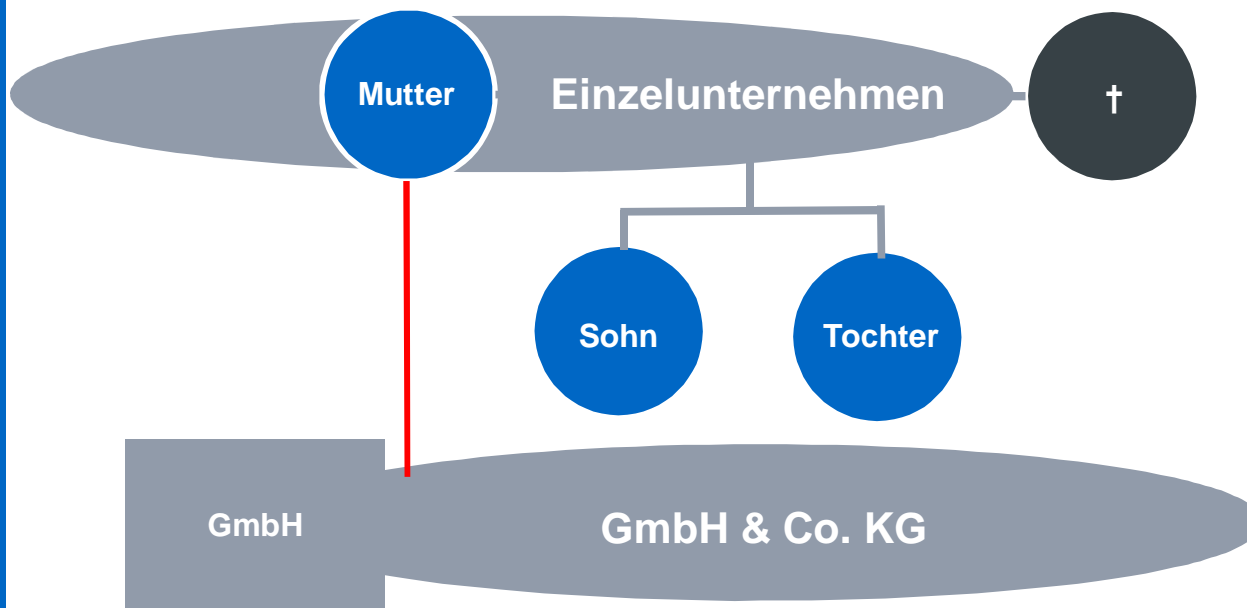 Mutter
Einzelunternehmen
†
Sohn
Tochter
GmbH
GmbH & Co. KG